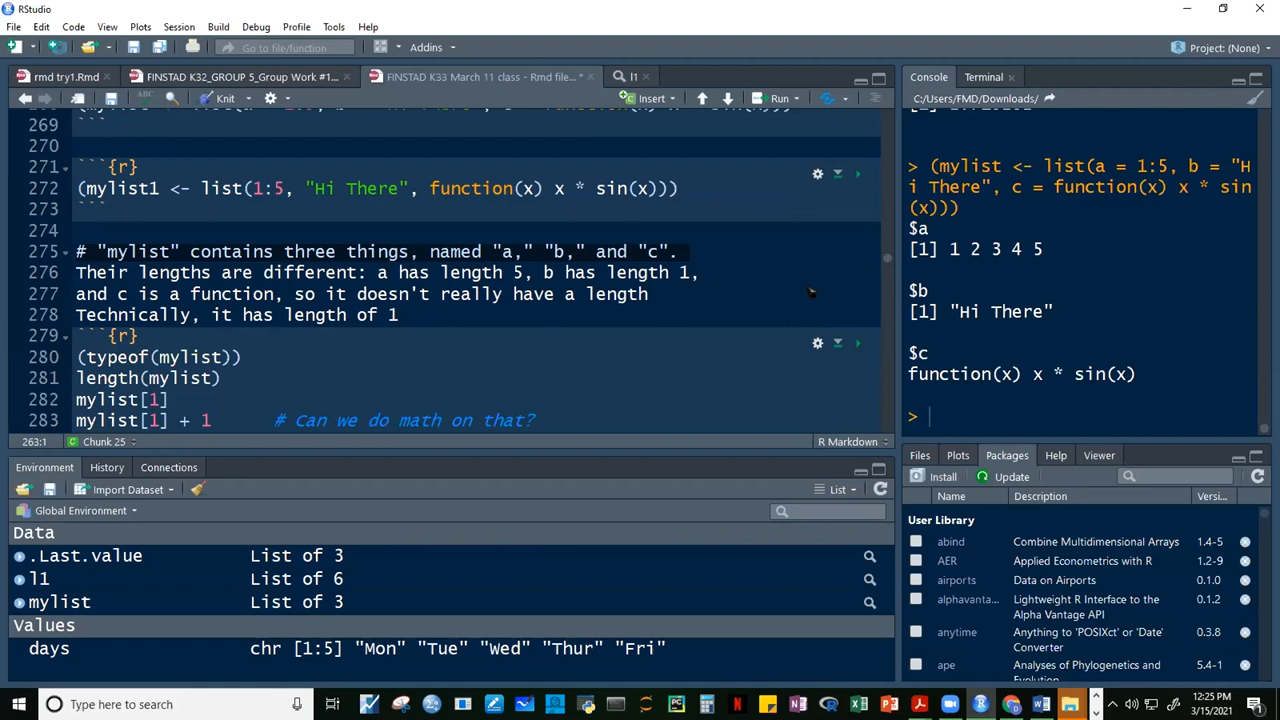 RStudio
File Edit Code View Plots Session Build Debug Profile Tools Help
Go to file/function Addins Project: (None)
rmd try1.Rmd FINSTAD K32_GROUP 5_Group Work #1... FINSTAD K33 March 11 class - Rmd file... * l1
Knit Insert Run
269 ```
270
271 ```{r}
272 (mylist1 <- list(1:5, "Hi There", function(x) x * sin(x)))
273 ```
274
275 # "mylist" contains three things, named "a," "b," and "c".
276 Their lengths are different: a has length 5, b has length 1,
277 and c is a function, so it doesn't really have a length
278 Technically, it has length of 1
279 ```{r}
280 (typeof(mylist))
281 length(mylist)
282 mylist[1]
283 mylist[1] + 1 # Can we do math on that?
263:1 Chunk 25 R Markdown
Environment History Connections
Import Dataset List
Global Environment
Data
.Last.value List of 3
l1 List of 6
mylist List of 3
Values
days chr [1:5] "Mon" "Tue" "Wed" "Thur" "Fri"
Console Terminal
C:/Users/FMD/Downloads/
> (mylist <- list(a = 1:5, b = "H
i There", c = function(x) x * sin
(x)))
$a
[1] 1 2 3 4 5
$b
[1] "Hi There"
$c
function(x) x * sin(x)
>
Files Plots Packages Help Viewer
Install Update
Name Description Versi...
User Library
abind Combine Multidimensional Arrays 1.4-5
AER Applied Econometrics with R 1.2-9
airports Data on Airports 0.1.0
alphavanta... Lightweight R Interface to the 0.1.2
Alpha Vantage API
anytime Anything to 'POSIXct' or 'Date' 0.3.8
Converter
ape Analyses of Phylogenetics and 5.4-1
Evolution
Type here to search
12:25 PM
3/15/2021